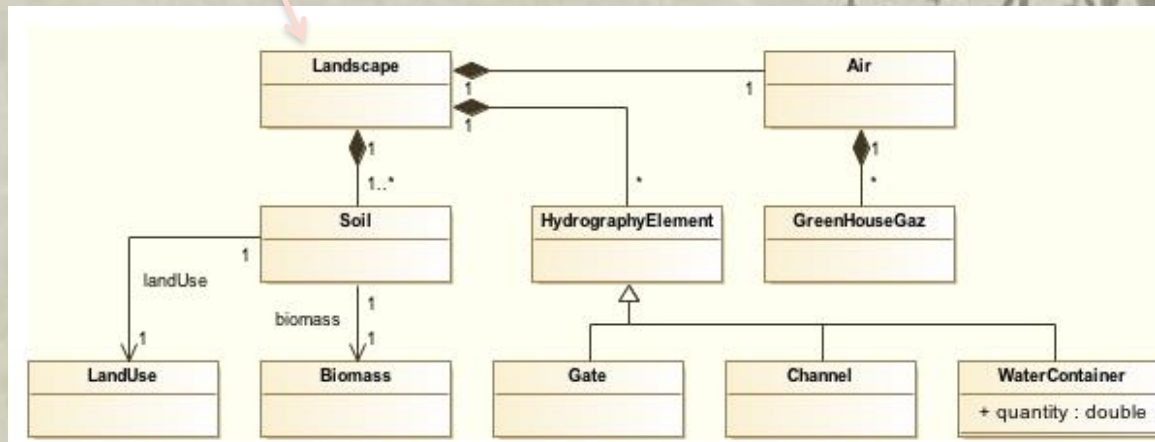 Landscape
Air
1
1
1
1
1
1..*
*
*
Soil
HydrographyElement
GreenHouseGaz
1
landUse
1
biomass
1
1
LandUse
Biomass
Gate
Channel
WaterContainer
+ quantity : double